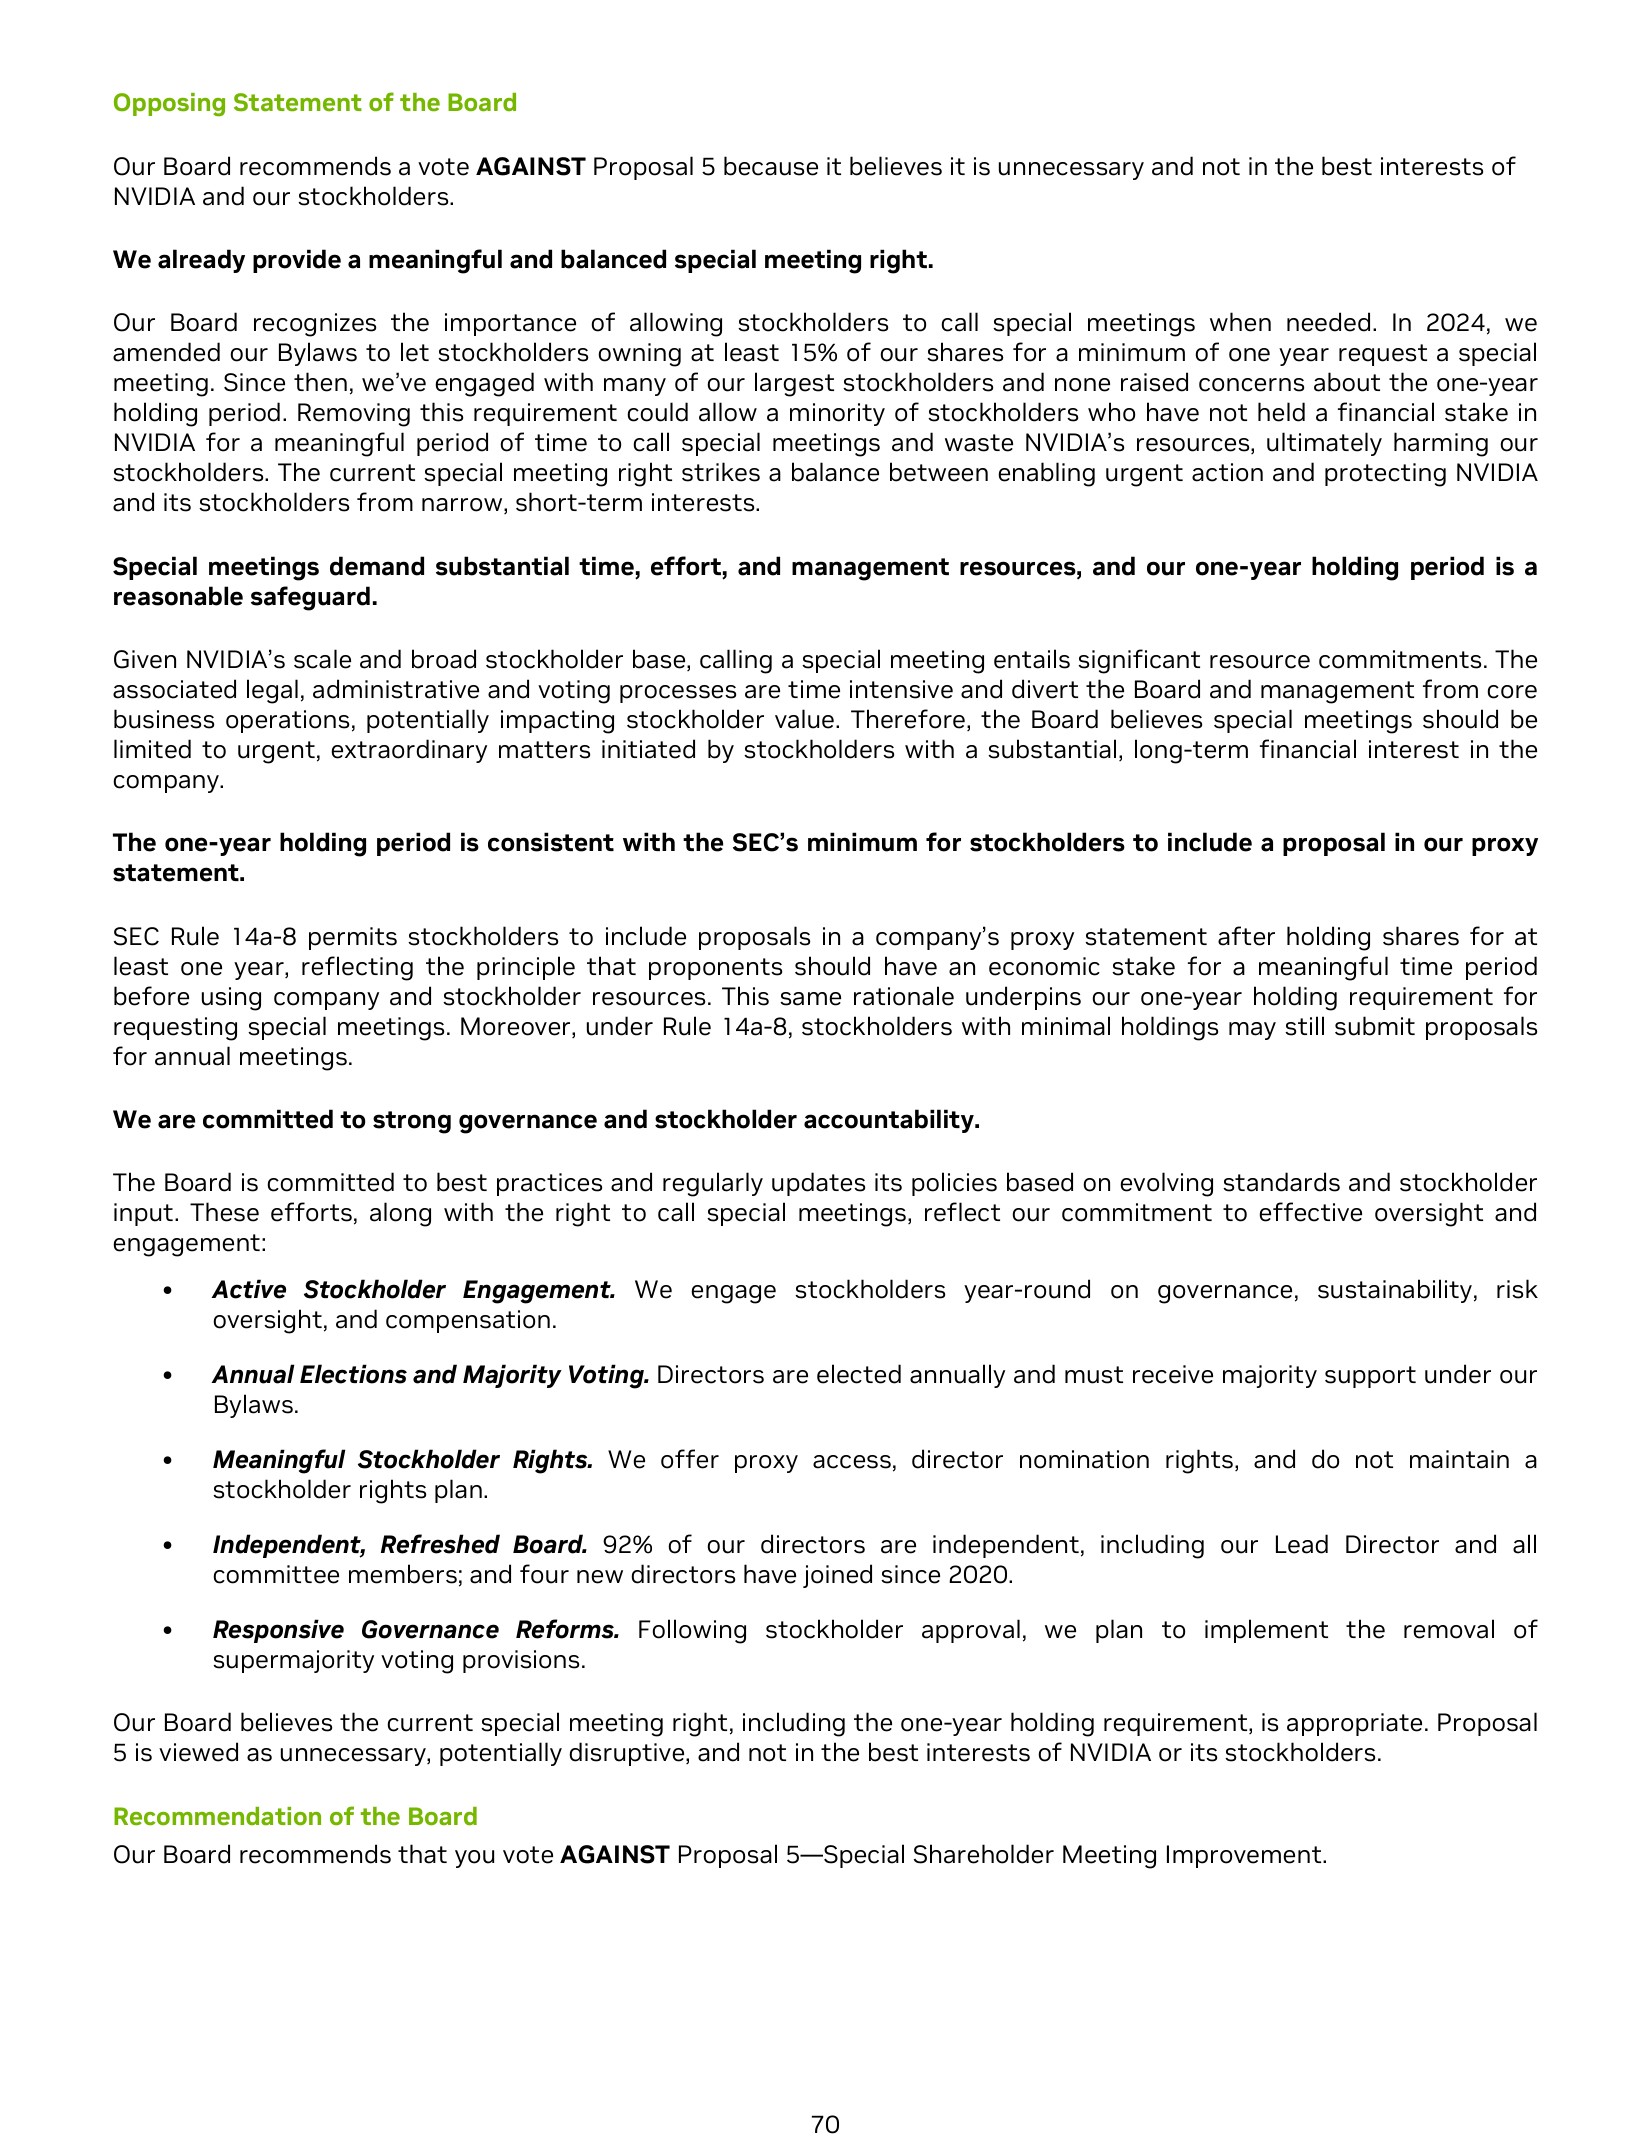 Opposing Statement of the Board
Our Board recommends a vote AGAINST Proposal 5 because it believes it is unnecessary and not in the best interests of
NVIDIA and our stockholders.
We already provide a meaningful and balanced special meeting right.
Our Board recognizes the importance of allowing stockholders to call special meetings when needed. In 2024, we
amended our Bylaws to let stockholders owning at least 15% of our shares for a minimum of one year request a special
meeting. Since then, we’ve engaged with many of our largest stockholders and none raised concerns about the one-year
holding period. Removing this requirement could allow a minority of stockholders who have not held a financial stake in
NVIDIA for a meaningful period of time to call special meetings and waste NVIDIA’s resources, ultimately harming our
stockholders. The current special meeting right strikes a balance between enabling urgent action and protecting NVIDIA
and its stockholders from narrow, short-term interests.
Special meetings demand substantial time, effort, and management resources, and our one-year holding period is a
reasonable safeguard.
Given NVIDIA’s scale and broad stockholder base, calling a special meeting entails significant resource commitments. The
associated legal, administrative and voting processes are time intensive and divert the Board and management from core
business operations, potentially impacting stockholder value. Therefore, the Board believes special meetings should be
limited to urgent, extraordinary matters initiated by stockholders with a substantial, long-term financial interest in the
company.
The one-year holding period is consistent with the SEC’s minimum for stockholders to include a proposal in our proxy
statement.
SEC Rule 14a-8 permits stockholders to include proposals in a company’s proxy statement after holding shares for at
least one year, reflecting the principle that proponents should have an economic stake for a meaningful time period
before using company and stockholder resources. This same rationale underpins our one-year holding requirement for
requesting special meetings. Moreover, under Rule 14a-8, stockholders with minimal holdings may still submit proposals
for annual meetings.
We are committed to strong governance and stockholder accountability.
The Board is committed to best practices and regularly updates its policies based on evolving standards and stockholder
input. These efforts, along with the right to call special meetings, reflect our commitment to effective oversight and
engagement:
• Active Stockholder Engagement. We engage stockholders year-round on governance, sustainability, risk
oversight, and compensation.
• Annual Elections and Majority Voting. Directors are elected annually and must receive majority support under our
Bylaws.
• Meaningful Stockholder Rights. We offer proxy access, director nomination rights, and do not maintain a
stockholder rights plan.
• Independent, Refreshed Board. 92% of our directors are independent, including our Lead Director and all
committee members; and four new directors have joined since 2020.
• Responsive Governance Reforms. Following stockholder approval, we plan to implement the removal of
supermajority voting provisions.
Our Board believes the current special meeting right, including the one-year holding requirement, is appropriate. Proposal
5 is viewed as unnecessary, potentially disruptive, and not in the best interests of NVIDIA or its stockholders.
Recommendation of the Board
Our Board recommends that you vote AGAINST Proposal 5—Special Shareholder Meeting Improvement.
70